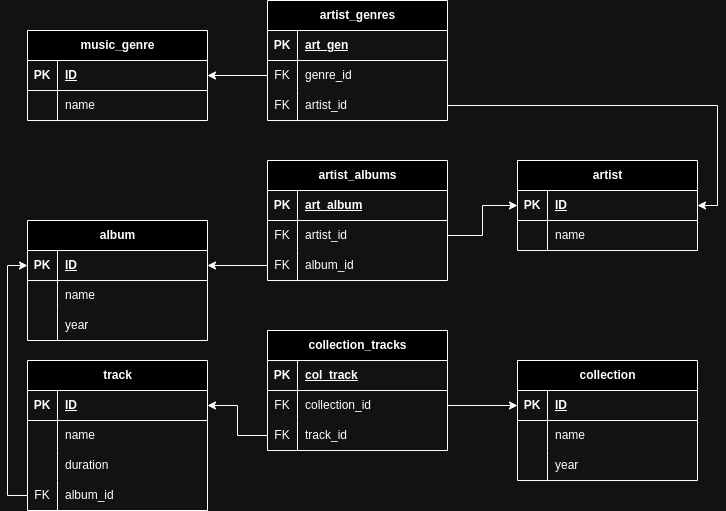 artist_genres
PK art_gen
FK genre_id
FK artist_id
music_genre
PK ID
name
artist_albums
PK art_album
FK artist_id
FK album_id
artist
PK ID
name
album
PK ID
name
year
collection_tracks
PK col_track
FK collection_id
FK track_id
track
PK ID
name
duration
FK album_id
collection
PK ID
name
year